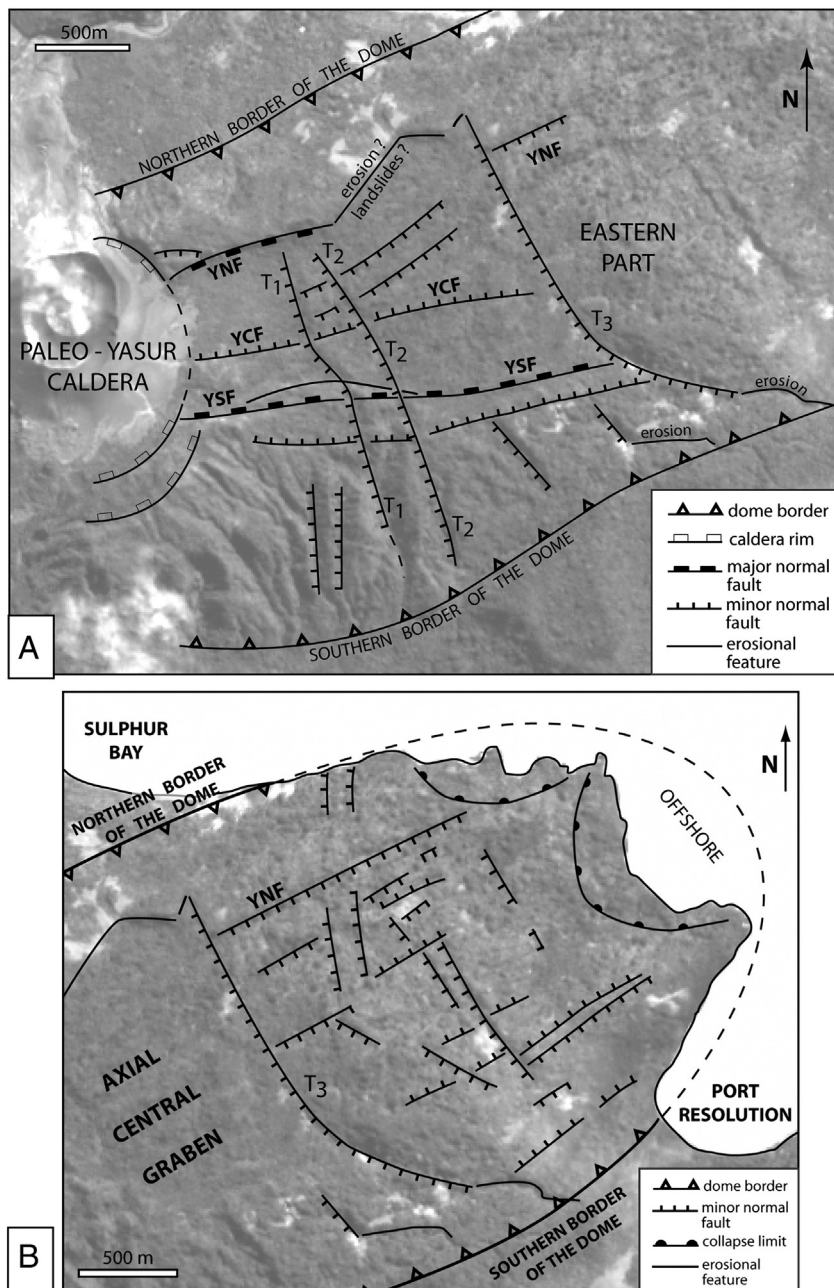 500m
NORTHERN BORDER OF THE DOME
N
erosion ?
landslides ?
YNF
EASTERN
PART
YNF
T1
T2
YCF
YCF
T2
T3
PALEO - YASUR
CALDERA
YSF
YSF
erosion
erosion
T1
T2
SOUTHERN BORDER OF THE DOME
dome border
caldera rim
major normal
fault
minor normal
fault
erosional
feature
A
SULPHUR
BAY
N
NORTHERN BORDER
OF THE DOME
OFFSHORE
YNF
AXIAL
CENTRAL
GRABEN
T3
PORT
RESOLUTION
SOUTHERN BORDER
OF THE DOME
dome border
minor normal
fault
collapse limit
erosional
feature
B
500 m